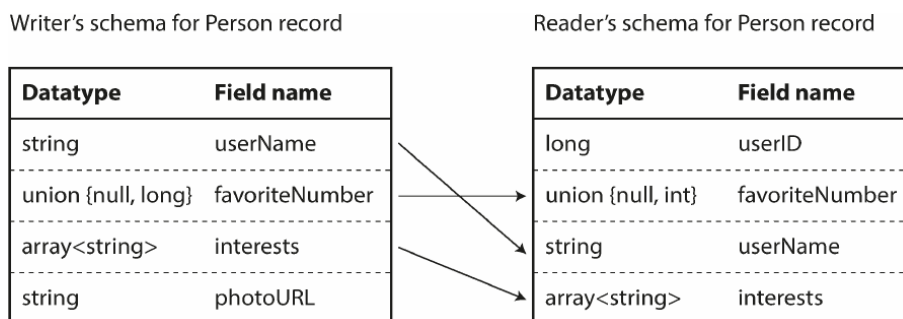 Writer's schema for Person record
Reader's schema for Person record
Datatype Field name
string userName
union {null, long} favoriteNumber
array<string> interests
string photoURL
Datatype Field name
long userID
union {null, int} favoriteNumber
string userName
array<string> interests